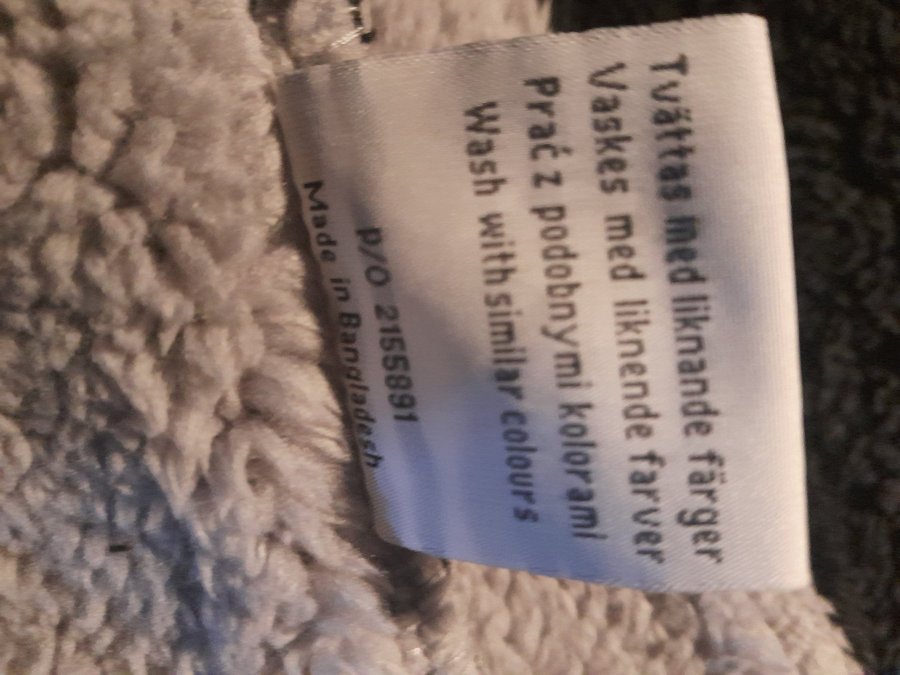 Tvättas med liknande färger
Vaskes med liknende farver
Prać z podobnymi kolorami
Wash with similar colours
P/O 2155891
Made in Bangladesh